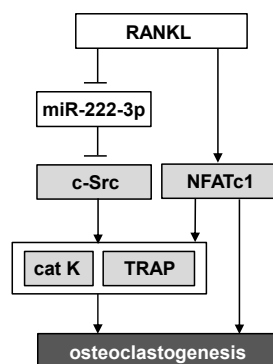 RANKL
miR-222-3p
c-Src NFATc1
cat K TRAP
osteoclastogenesis